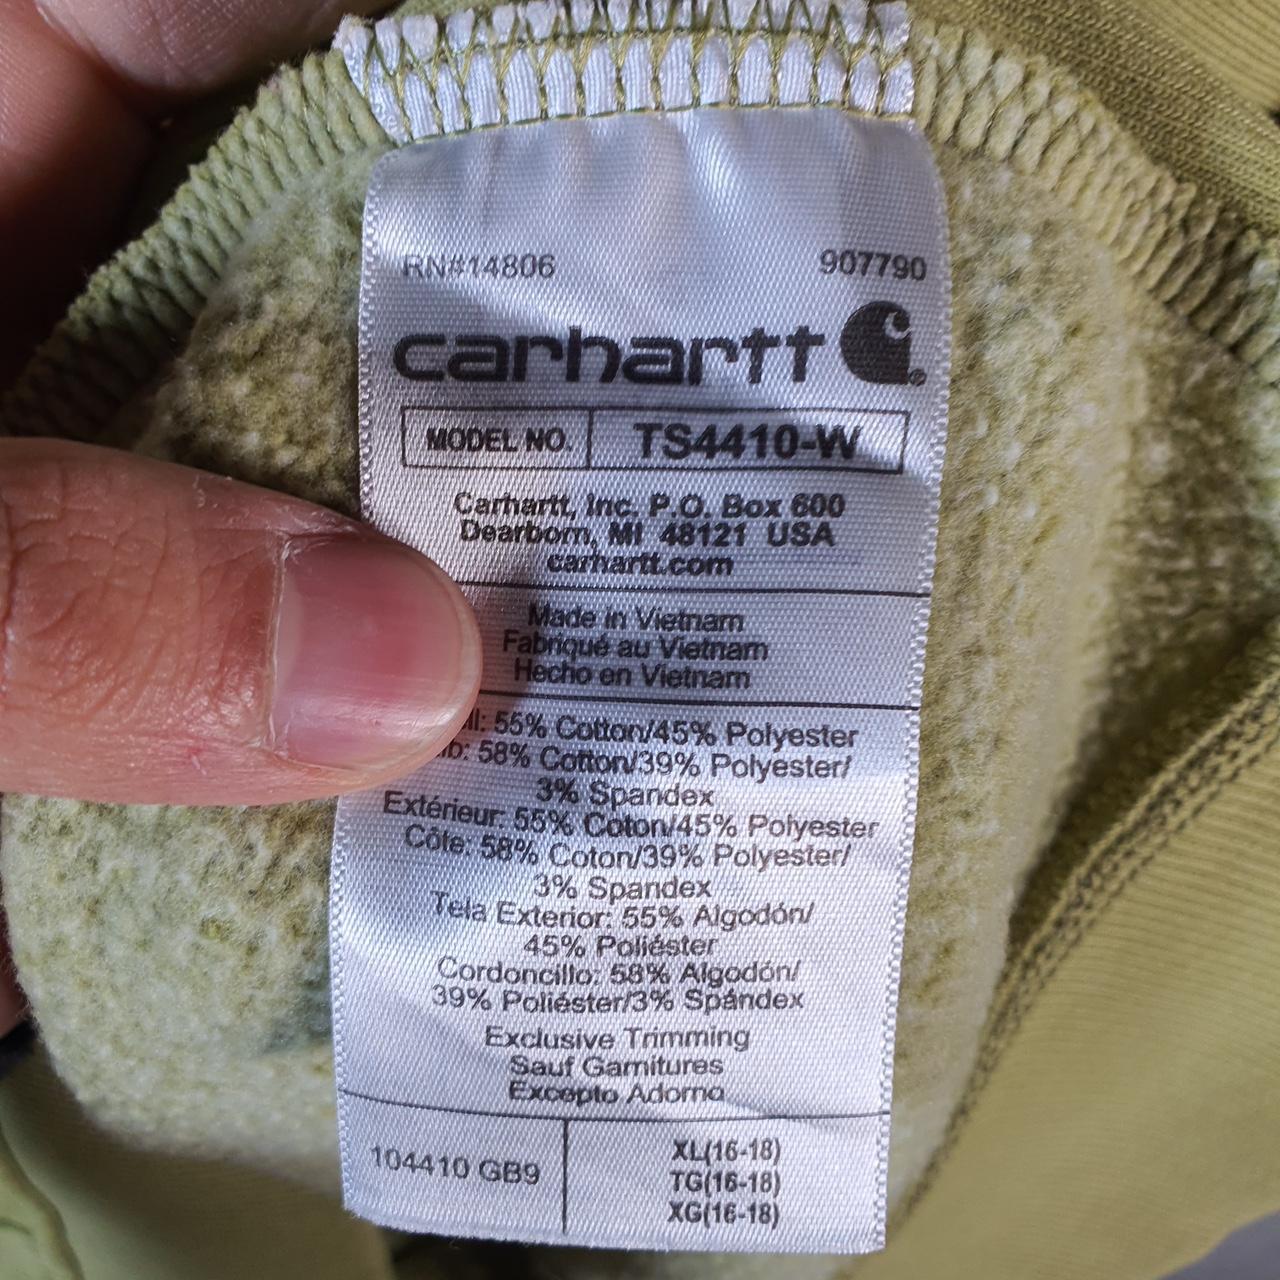 RN#14806 907790
carhartt
MODEL NO. TS4410-W
Carhartt, Inc. P.O. Box 600
Dearborn, MI 48121 USA
carhartt.com
Made in Vietnam
Fabriqué au Vietnam
Hecho en Vietnam
55% Cotton/45% Polyester
58% Cotton/39% Polyester/
3% Spandex
Extérieur: 55% Coton/45% Polyester
Côte: 58% Coton/39% Polyester/
3% Spandex
Tela Exterior: 55% Algodón/
45% Poliéster
Cordoncillo: 58% Algodón/
39% Poliéster/3% Spándex
Exclusive Trimming
Sauf Garnitures
Excepto Adorno
104410 GB9
XL(16-18)
TG(16-18)
XG(16-18)